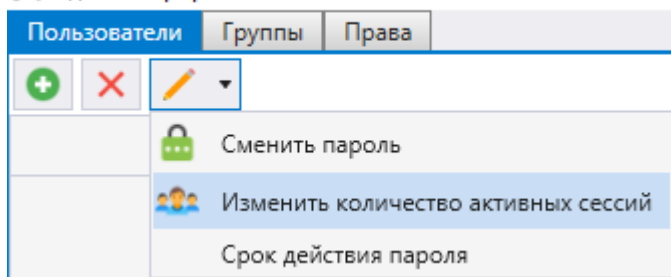 Пользователи Группы Права
Сменить пароль
Изменить количество активных сессий
Срок действия пароля